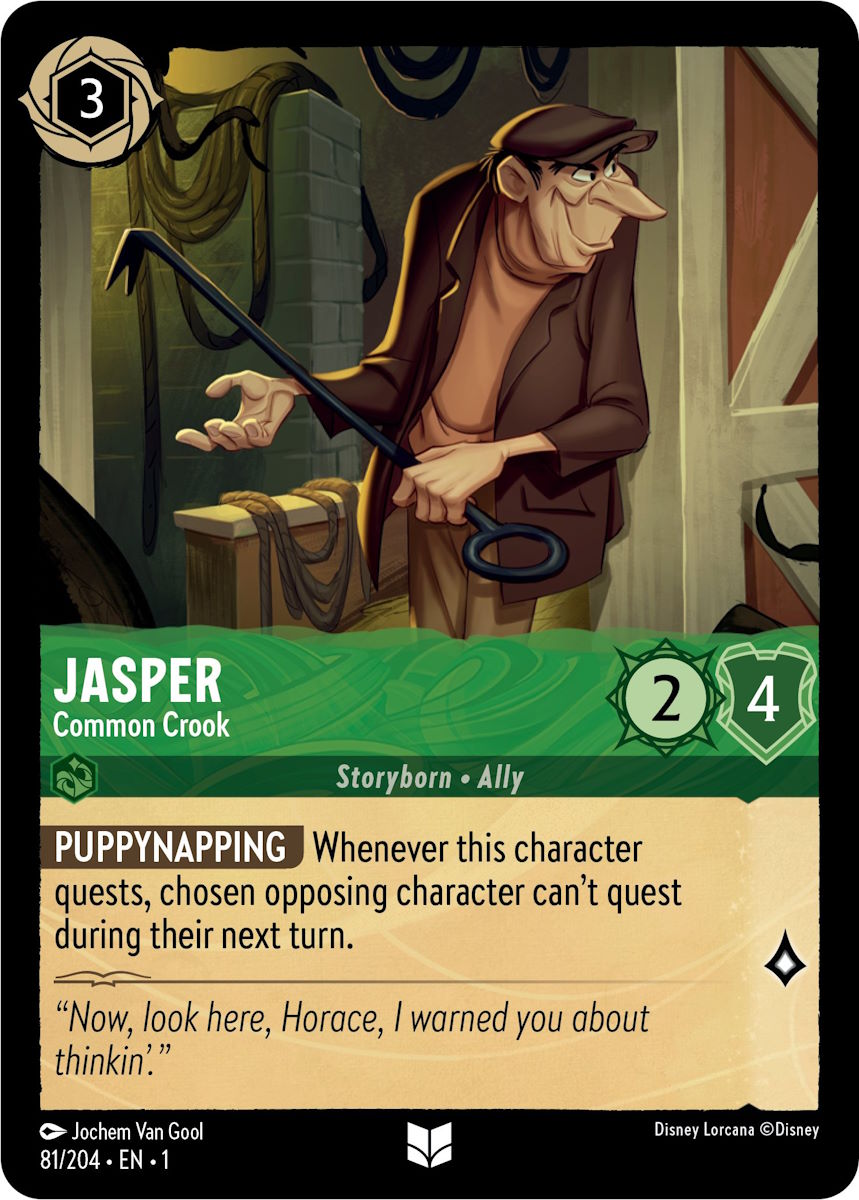 3
JASPER
Common Crook
2
4
Storyborn • Ally
PUPPYNAPPING Whenever this character
quests, chosen opposing character can’t quest
during their next turn.
“Now, look here, Horace, I warned you about
thinkin’.”
Jochem Van Gool
Disney Lorcana ©Disney
81/204 • EN • 1